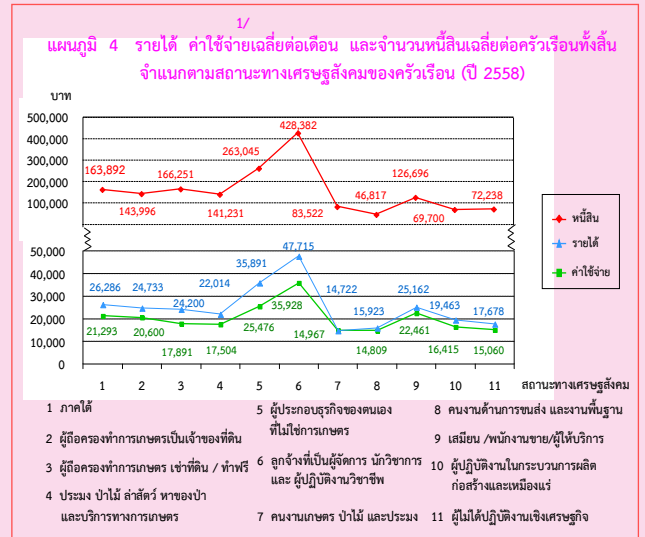 1/
แผนภูมิ 4 รายได้ ค่าใช้จ่ายเฉลี่ยต่อเดือน และจำนวนหนี้สินเฉลี่ยต่อครัวเรือนทั้งสิ้น
จำแนกตามสถานะทางเศรษฐสังคมของครัวเรือน (ปี 2558)
บาท
500,000
400,000
300,000
200,000
100,000
163,892
143,996
166,251
141,231
263,045
428,382
83,522
46,817
126,696
69,700
72,238
50,000
40,000
30,000
20,000
10,000
0
26,286
24,733
24,200
22,014
35,891
47,715
14,722
15,923
25,162
19,463
17,678
21,293
20,600
17,891
17,504
25,476
35,928
14,967
14,809
22,461
16,415
15,060
หนี้สิน
รายได้
ค่าใช้จ่าย
1 2 3 4 5 6 7 8 9 10 11 สถานะทางเศรษฐสังคม
1 ภาคใต้
2 ผู้ถือครองทำการเกษตรเป็นเจ้าของที่ดิน
3 ผู้ถือครองทำการเกษตร เช่าที่ดิน / ทำฟรี
4 ประมง ป่าไม้ ล่าสัตว์ หาของป่า
และบริการทางการเกษตร
5 ผู้ประกอบธุรกิจของตนเอง
ที่ไม่ใช่การเกษตร
6 ลูกจ้างที่เป็นผู้จัดการ นักวิชาการ
และ ผู้ปฏิบัติงานวิชาชีพ
7 คนงานเกษตร ป่าไม้ และประมง
8 คนงานด้านการขนส่ง และงานพื้นฐาน
9 เสมียน /พนักงานขาย/ผู้ให้บริการ
10 ผู้ปฏิบัติงานในกระบวนการผลิต
ก่อสร้างและเหมืองแร่
11 ผู้ไม่ได้ปฏิบัติงานเชิงเศรษฐกิจ